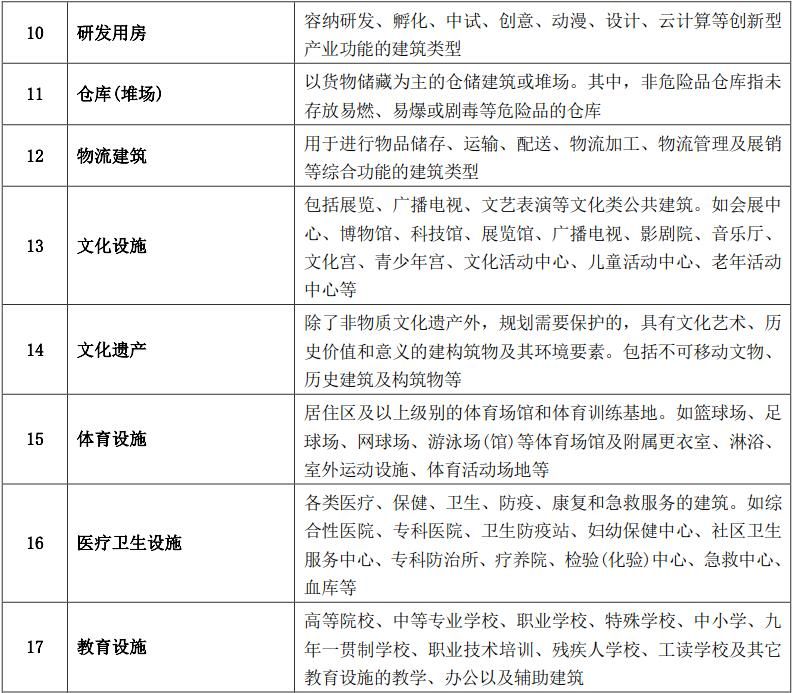 10 研发用房 容纳研发、孵化、中试、创意、动漫、设计、云计算等创新型
产业功能的建筑类型
11 仓库(堆场) 以货物储藏为主的仓储建筑或堆场。其中，非危险品仓库指未
存放易燃、易爆或剧毒等危险品的仓库
12 物流建筑 用于进行物品储存、运输、配送、物流加工、物流管理及展销
等综合功能的建筑类型
13 文化设施 包括展览、广播电视、文艺表演等文化类公共建筑。如会展中
心、博物馆、科技馆、展览馆、广播电视、影剧院、音乐厅、
文化宫、青少年宫、文化活动中心、儿童活动中心、老年活动
中心等
14 文化遗产 除了非物质文化遗产外，规划需要保护的，具有文化艺术、历
史价值和意义的建构筑物及其环境要素。包括不可移动文物、
历史建筑及构筑物等
15 体育设施 居住区及以上级别的体育场馆和体育训练基地。如篮球场、足
球场、网球场、游泳场(馆)等体育场馆及附属更衣室、淋浴、
室外运动设施、体育活动场地等
16 医疗卫生设施 各类医疗、保健、卫生、防疫、康复和急救服务的建筑。如综
合性医院、专科医院、卫生防疫站、妇幼保健中心、社区卫生
服务中心、专科防治所、疗养院、检验(化验)中心、急救中心、
血库等
17 教育设施 高等院校、中等专业学校、职业学校、特殊学校、中小学、九
年一贯制学校、职业技术培训、残疾人学校、工读学校及其它
教育设施的教学、办公以及辅助建筑